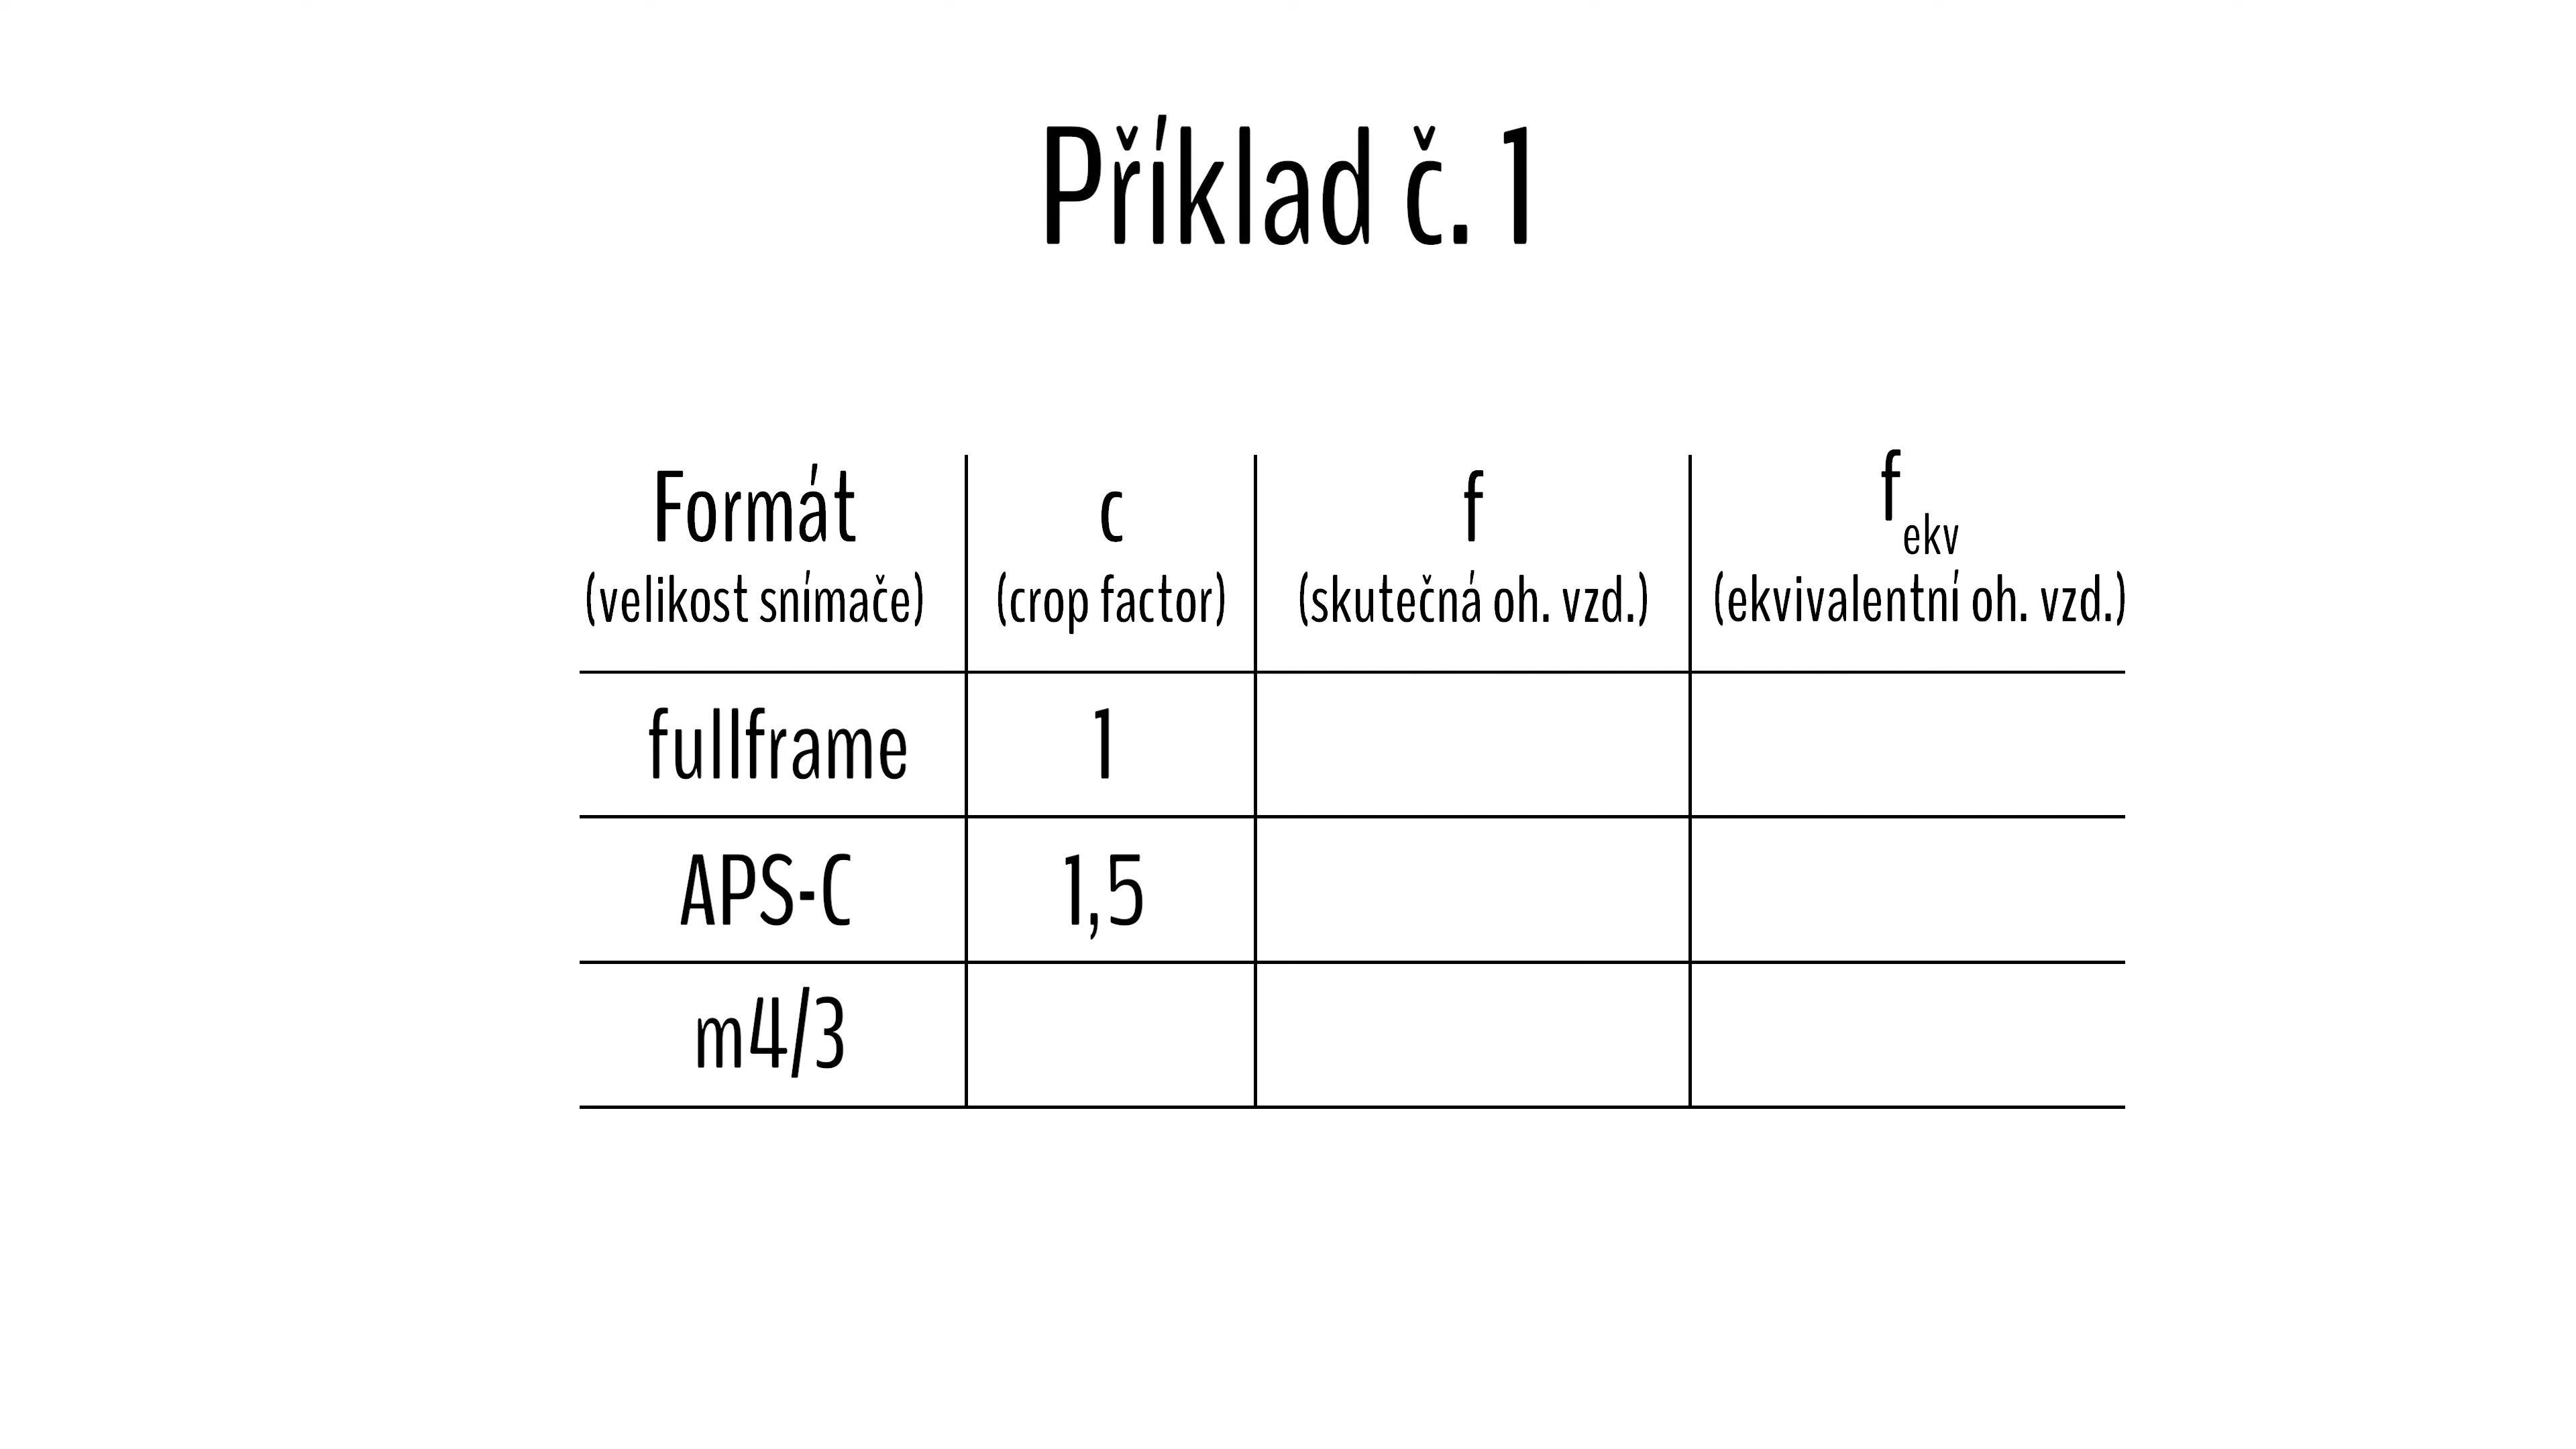 Příklad č. 1
Formát c f f ekv
(velikost snímače) (crop factor) (skutečná oh. vzd.) (ekvivalentní oh. vzd.)
fullframe 1
APS-C 1,5
m4/3